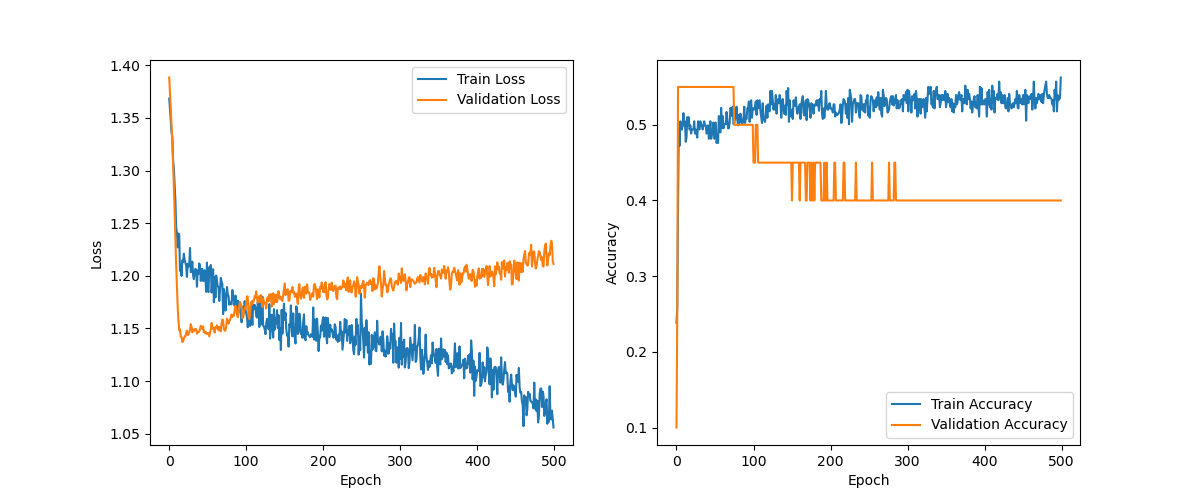 1.40
1.35
1.30
1.25
1.20
1.15
1.10
1.05
Loss
0 100 200 300 400 500
Epoch
Train Loss
Validation Loss
0.5
0.4
0.3
0.2
0.1
Accuracy
0 100 200 300 400 500
Epoch
Train Accuracy
Validation Accuracy